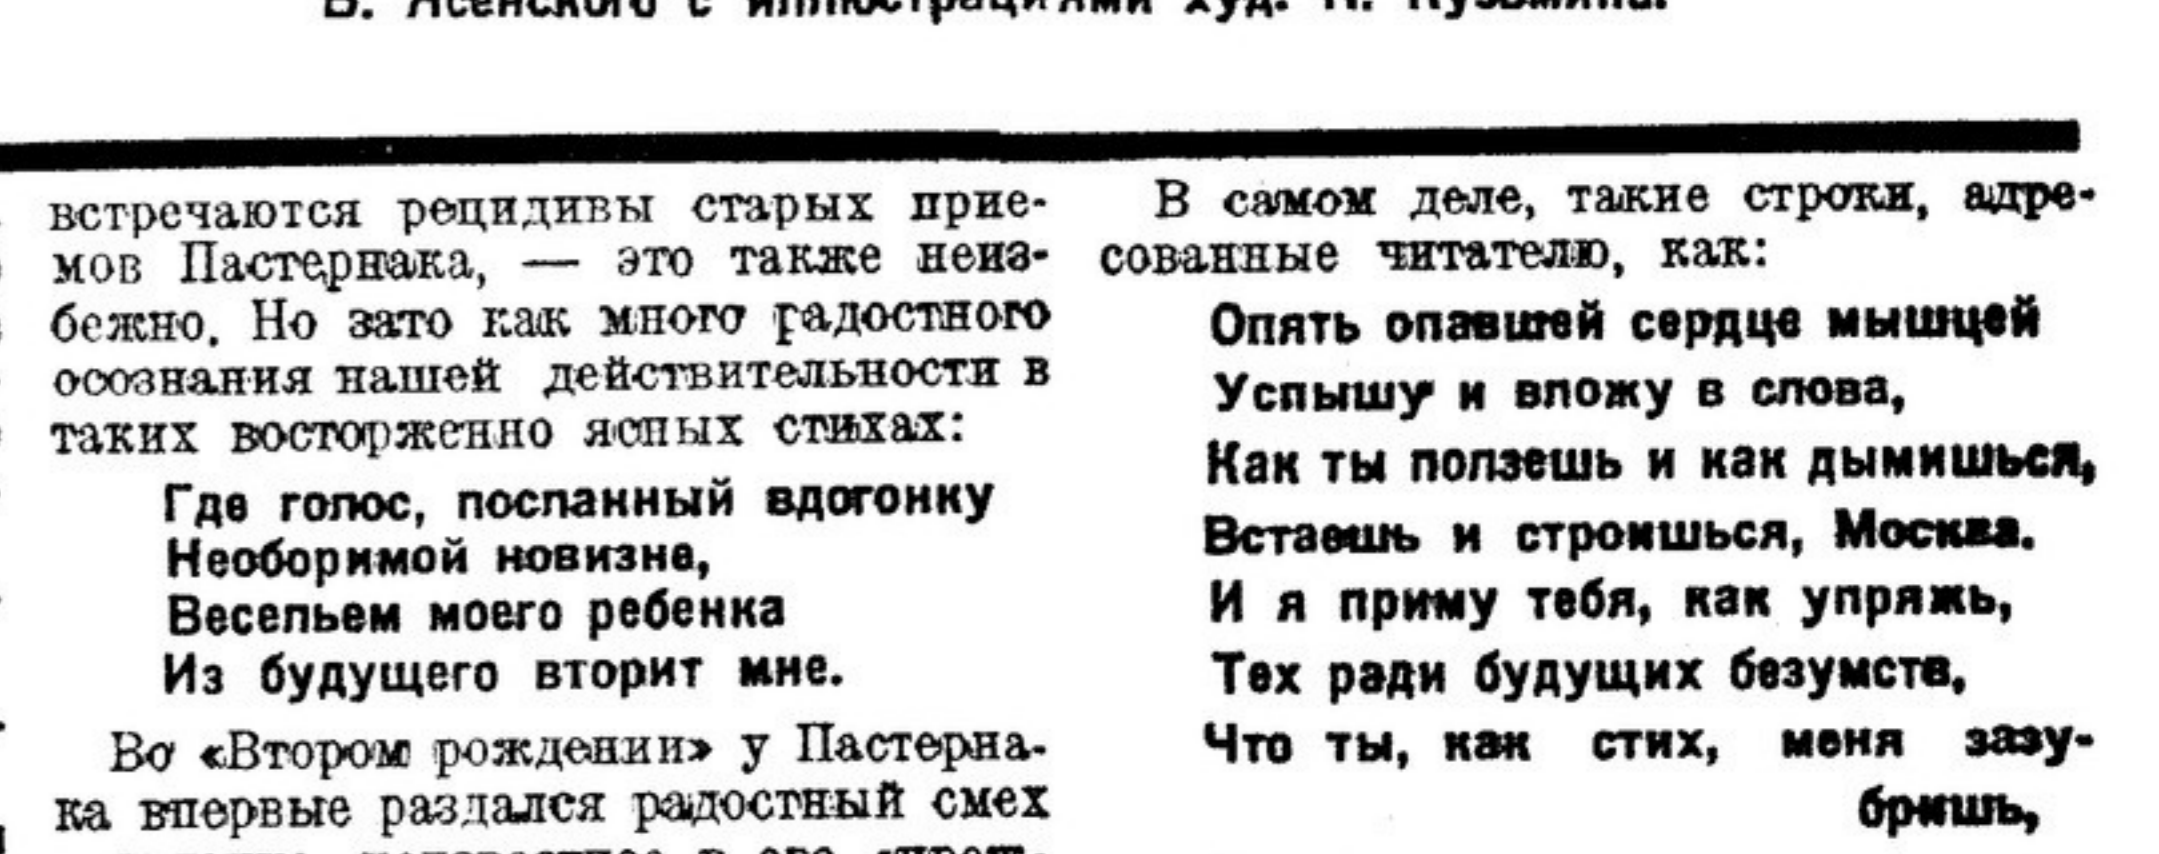 В. Ясенского с иллюстрациями худ. Н. Кузьмина.
встречаются рецидивы старых прие-
мов Пастернака, — это также неиз-
бежно. Но зато как много радостного
осознания нашей действительности в
таких восторженно ясных стихах:
Где голос, посланный вдогонку
Необоримой новизне,
Весельем моего ребенка
Из будущего вторит мне.
Во «Втором рождении» у Пастерна-
ка впервые раздался радостный смех
В самом деле, такие строки, адре-
сованные читателю, как:
Опять опавшей сердце мышцей
Услышу и вложу в слова,
Как ты ползешь и как дымишься,
Встаешь и строишься, Москва.
И я приму тебя, как упряжь,
Тех ради будущих безумств,
Что ты, как стих, меня зазу-
бришь,